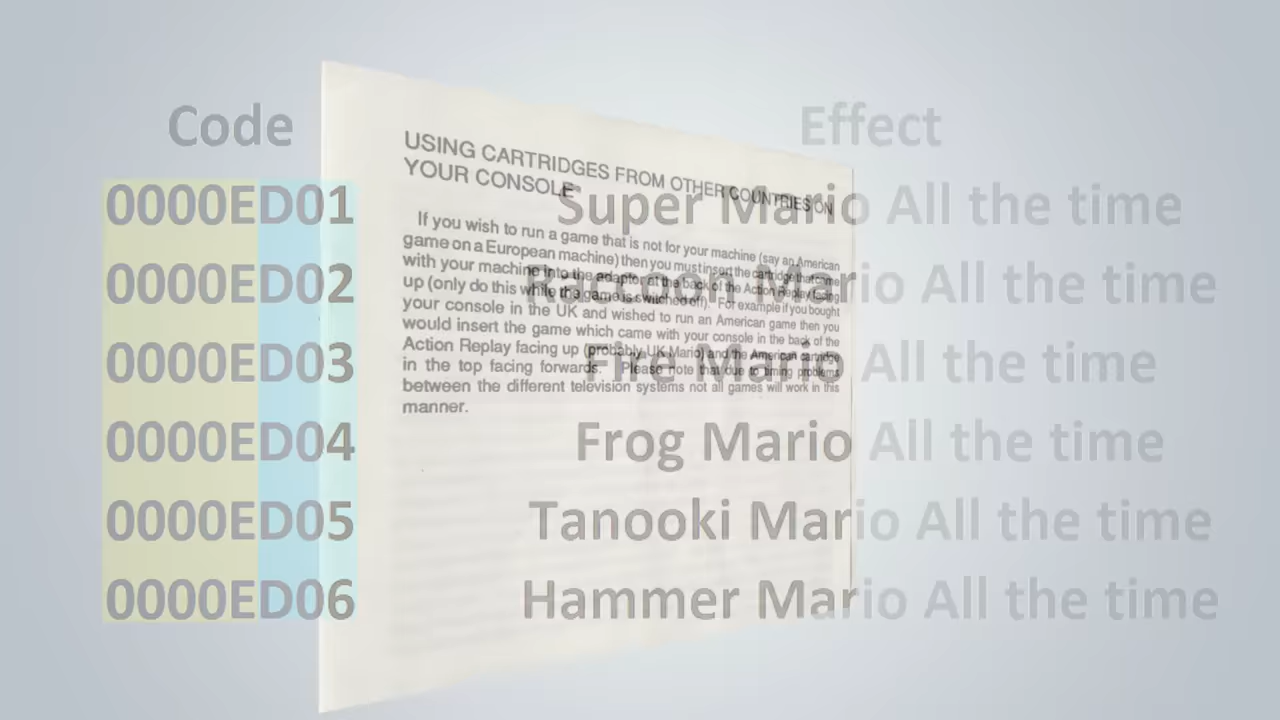 Code Effect
0000ED01 Super Mario All the time
0000ED02 Racoon Mario All the time
0000ED03 Fire Mario All the time
0000ED04 Frog Mario All the time
0000ED05 Tanooki Mario All the time
0000ED06 Hammer Mario All the time
USING CARTRIDGES FROM OTHER COUNTRIES ON
YOUR CONSOLE
If you wish to run a game that is not for your machine (say an American
game on a European machine) then you must insert the cartridge that came
with your machine into the adaptor at the back of the Action Replay facing
up (only do this while the game is switched off). For example if you bought
your console in the UK and wished to run an American game then you
would insert the game which came with your console in the back of the
Action Replay facing up (probably UK Mario) and the American cartridge
in the top facing forwards. Please note that due to timing problems
between the different television systems not all games will work in this
manner.